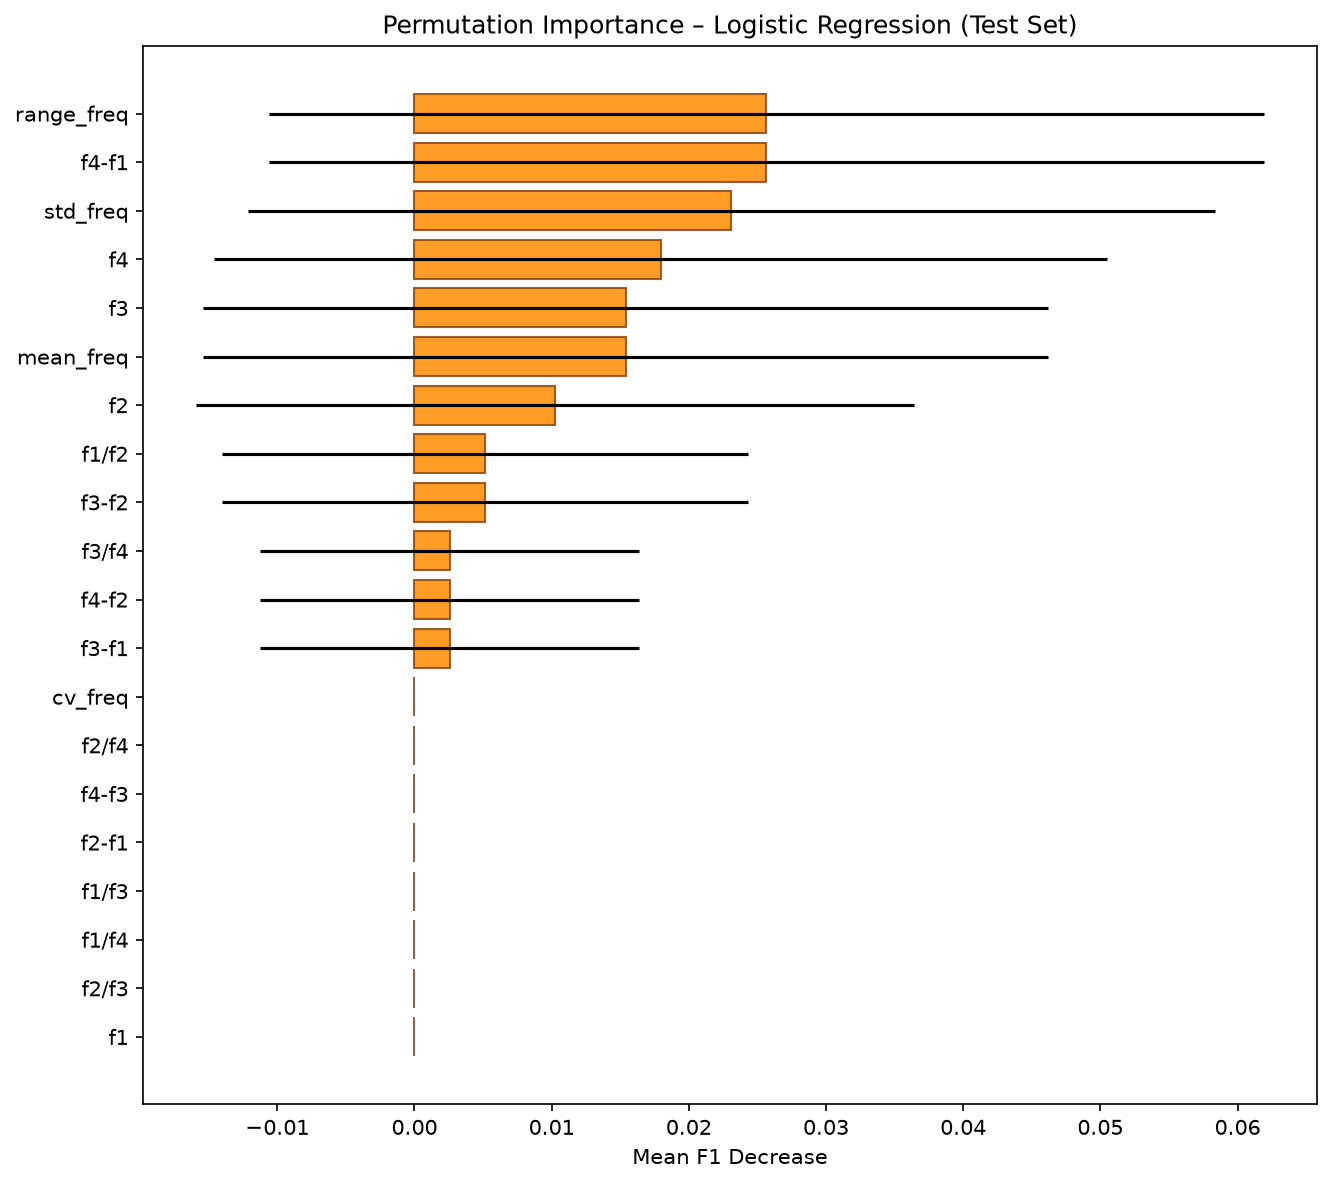 Permutation Importance – Logistic Regression (Test Set)
range_freq
f4-f1
std_freq
f4
f3
mean_freq
f2
f1/f2
f3-f2
f3/f4
f4-f2
f3-f1
cv_freq
f2/f4
f4-f3
f2-f1
f1/f3
f1/f4
f2/f3
f1
−0.01 0.00 0.01 0.02 0.03 0.04 0.05 0.06
Mean F1 Decrease